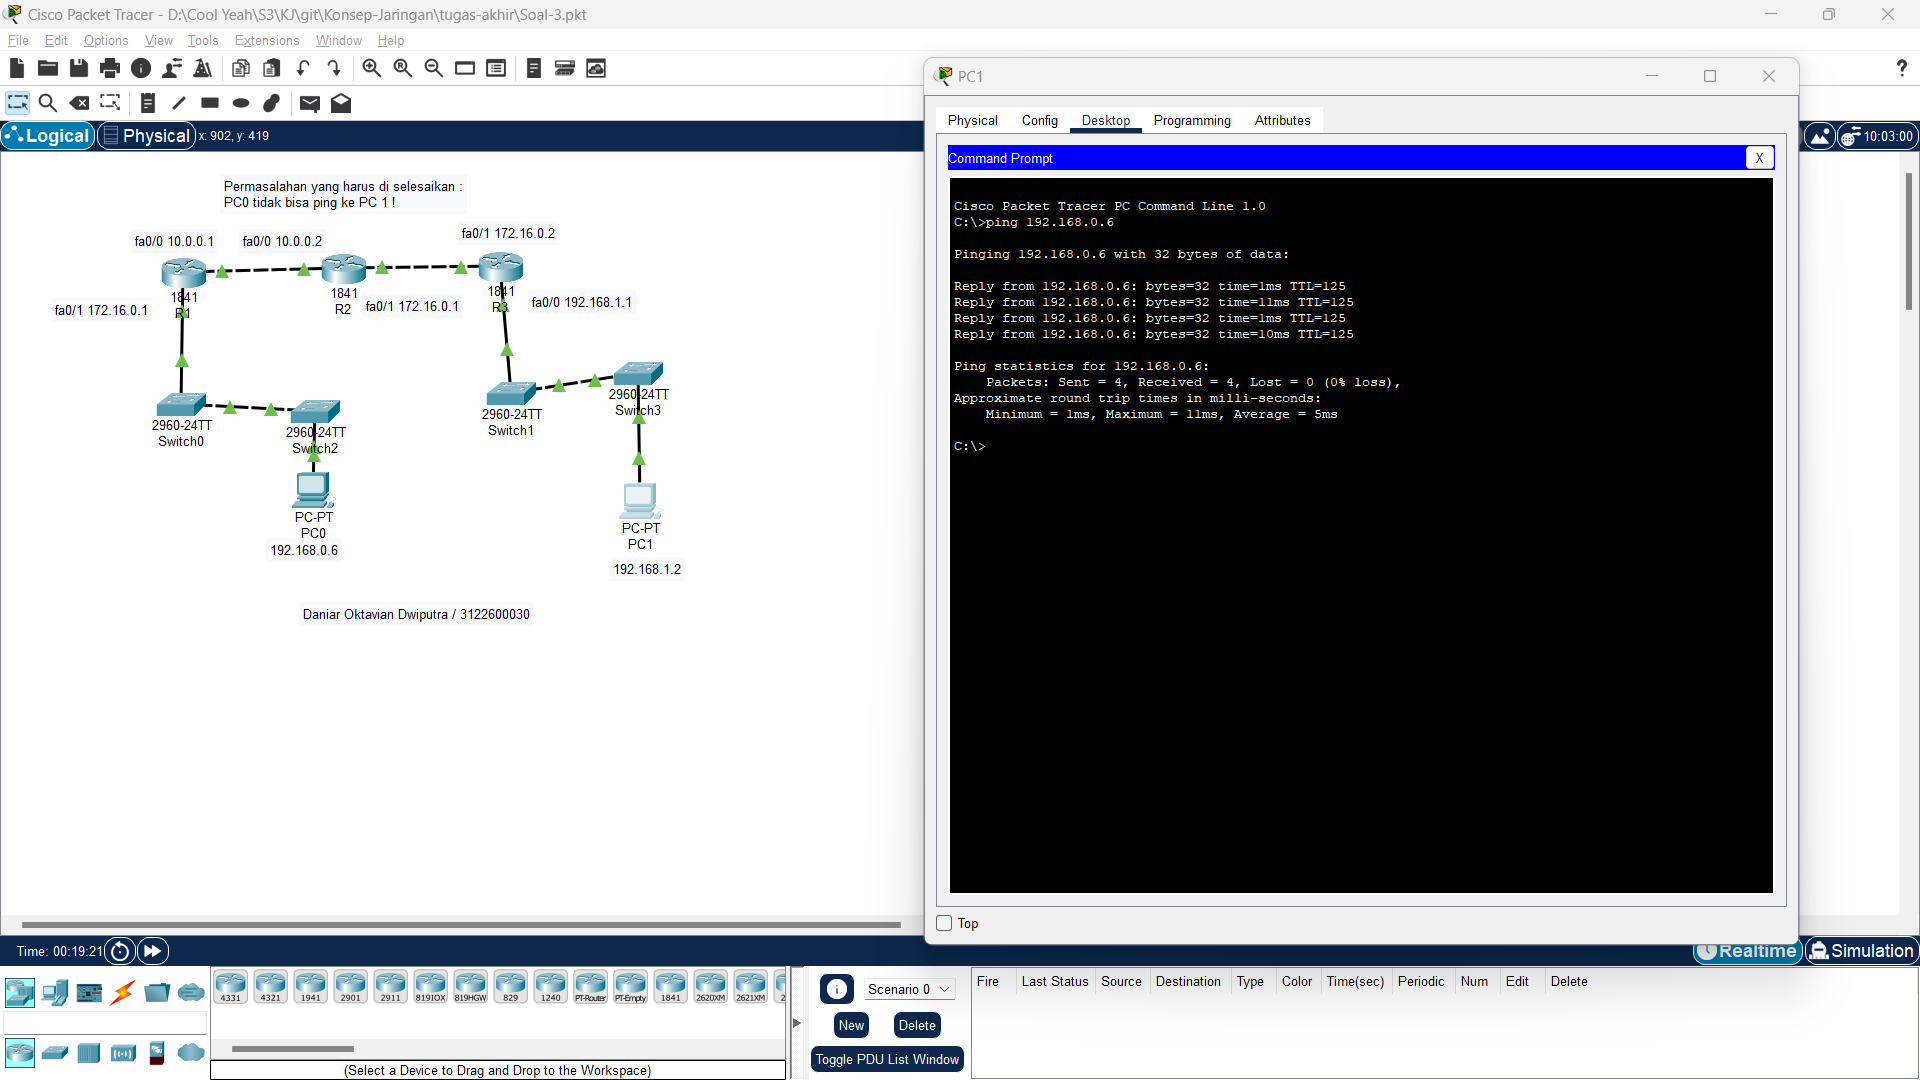 Cisco Packet Tracer - D:\Cool Yeah\S3\KJ\git\Konsep-Jaringan\tugas-akhir\Soal-3.pkt
File Edit Options View Tools Extensions Window Help
?
Logical Physical x: 902, y: 419
10:03:00
Permasalahan yang harus di selesaikan :
PC0 tidak bisa ping ke PC 1 !
fa0/1 172.16.0.2
fa0/0 10.0.0.1
fa0/0 10.0.0.2
1841
R1
1841
R2
1841
R3
fa0/1 172.16.0.1
fa0/1 172.16.0.1
fa0/0 192.168.1.1
2960-24TT
Switch0
2960-24TT
Switch2
2960-24TT
Switch1
2960-24TT
Switch3
PC-PT
PC0
192.168.0.6
PC-PT
PC1
192.168.1.2
Daniar Oktavian Dwiputra / 3122600030
PC1
Physical Config Desktop Programming Attributes
Command Prompt
X
Cisco Packet Tracer PC Command Line 1.0
C:\>ping 192.168.0.6
Pinging 192.168.0.6 with 32 bytes of data:
Reply from 192.168.0.6: bytes=32 time=1ms TTL=125
Reply from 192.168.0.6: bytes=32 time=11ms TTL=125
Reply from 192.168.0.6: bytes=32 time=1ms TTL=125
Reply from 192.168.0.6: bytes=32 time=10ms TTL=125
Ping statistics for 192.168.0.6:
Packets: Sent = 4, Received = 4, Lost = 0 (0% loss),
Approximate round trip times in milli-seconds:
Minimum = 1ms, Maximum = 11ms, Average = 5ms
C:\>
Top
Time: 00:19:21
Realtime Simulation
4331 4321 1941 2901 2911 819IOX 819HGW 829 1240 PT-Router PT-Empty 1841 2620XM 2621XM 2
(Select a Device to Drag and Drop to the Workspace)
Scenario 0
New Delete
Toggle PDU List Window
Fire Last Status Source Destination Type Color Time(sec) Periodic Num Edit Delete